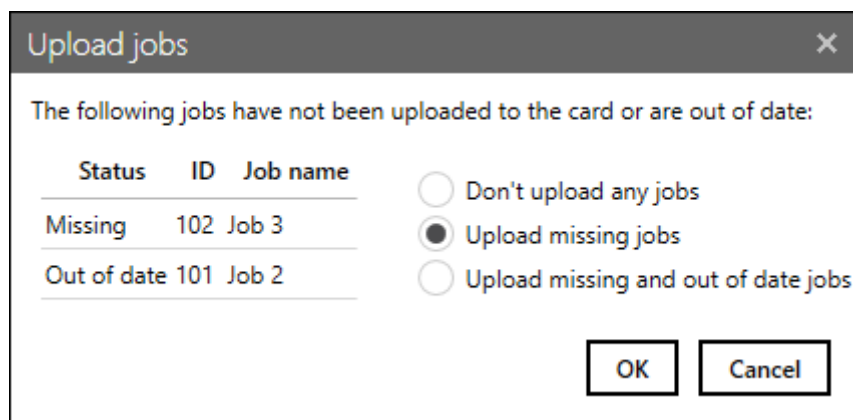 Upload jobs
The following jobs have not been uploaded to the card or are out of date:
Status ID Job name
Missing 102 Job 3
Out of date 101 Job 2
Don't upload any jobs
Upload missing jobs
Upload missing and out of date jobs
OK Cancel